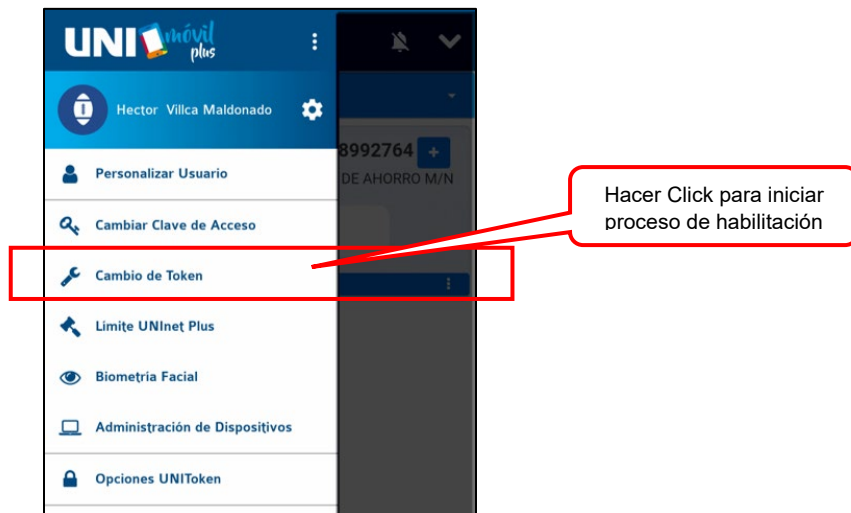 UNI móvil
plus
Hector Villca Maldonado
8992764 +
DE AHORRO M/N
Personalizar Usuario
Cambiar Clave de Acceso
Cambio de Token
Limite UNInet Plus
Biometria Facial
Administración de Dispositivos
Opciones UNIToken
Hacer Click para iniciar
proceso de habilitación